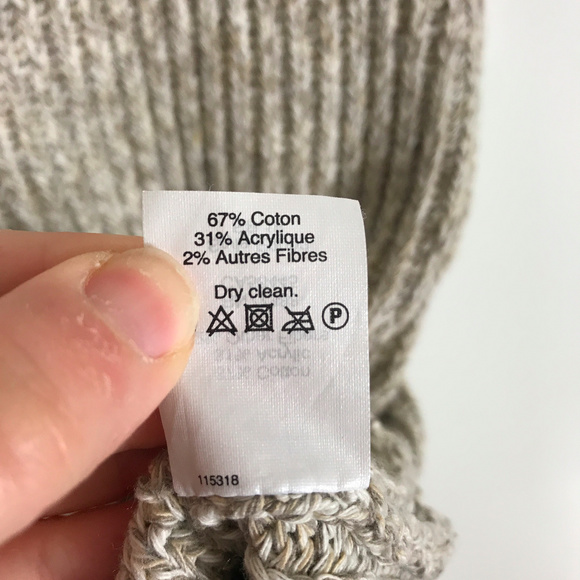 67% Coton
31% Acrylique
2% Autres Fibres
Dry clean.
P
115318